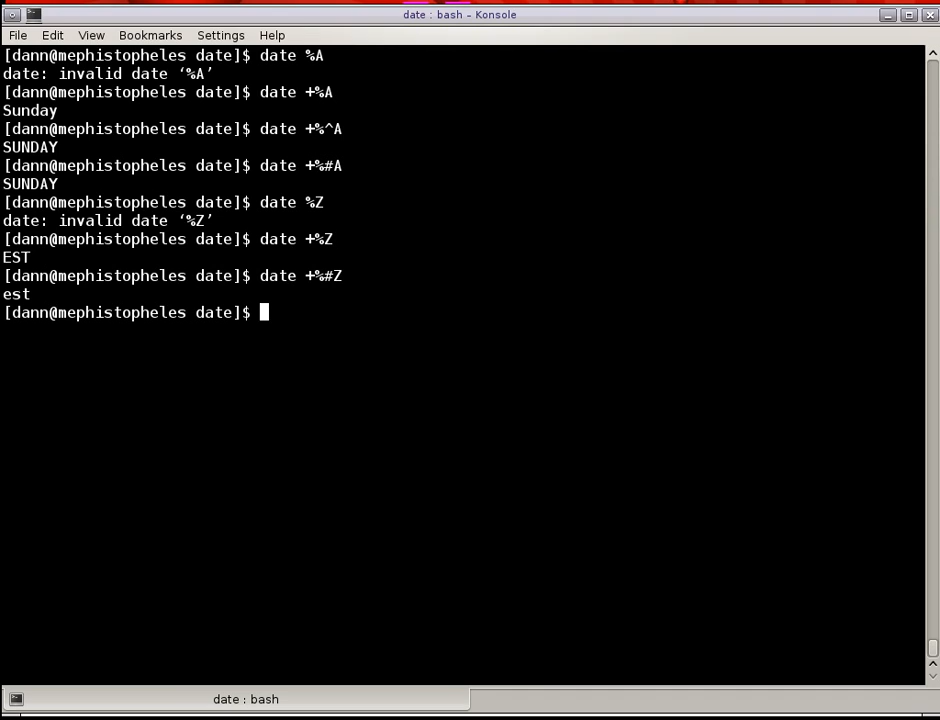 date : bash – Konsole
File Edit View Bookmarks Settings Help
[dann@mephistopheles date]$ date %A
date: invalid date ‘%A’
[dann@mephistopheles date]$ date +%A
Sunday
[dann@mephistopheles date]$ date +%^A
SUNDAY
[dann@mephistopheles date]$ date +%#A
SUNDAY
[dann@mephistopheles date]$ date %Z
date: invalid date ‘%Z’
[dann@mephistopheles date]$ date +%Z
EST
[dann@mephistopheles date]$ date +%#Z
est
[dann@mephistopheles date]$
date : bash